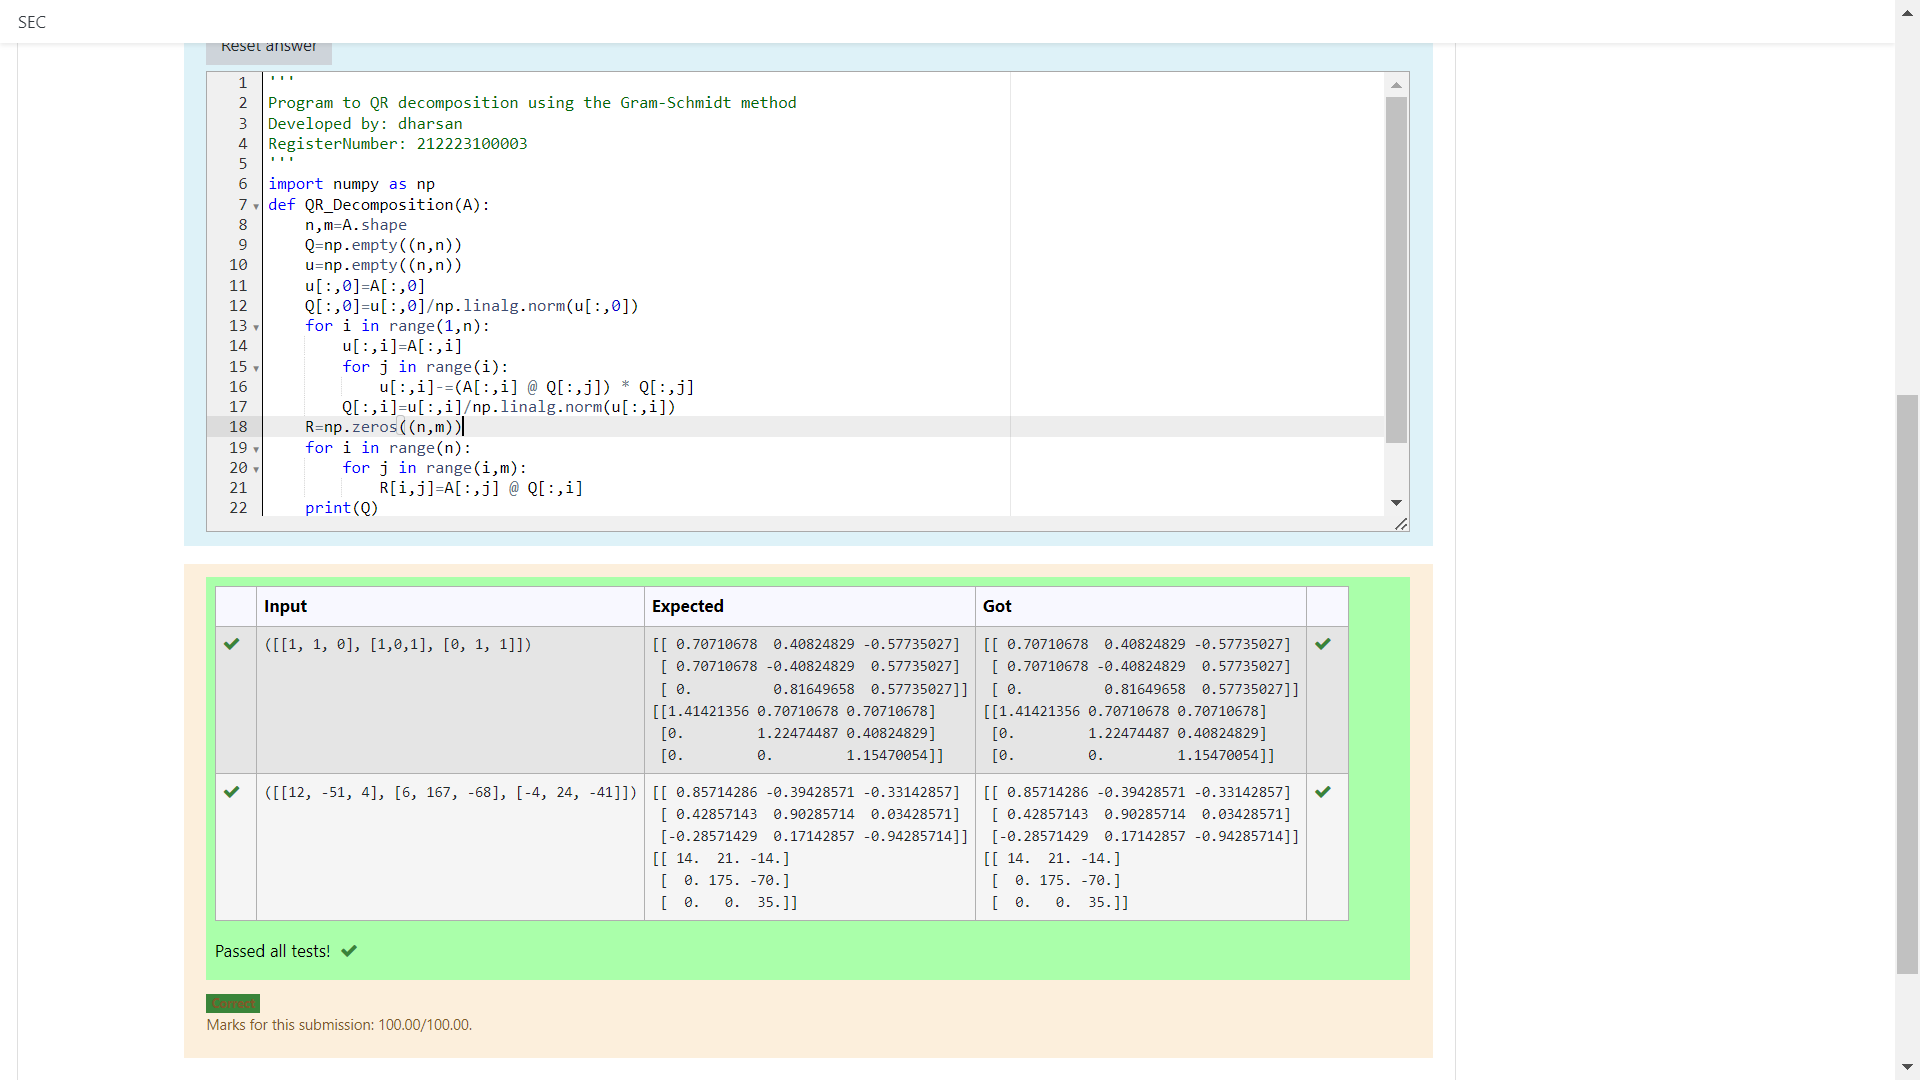 SEC
Reset answer
1 '''
2 Program to QR decomposition using the Gram-Schmidt method
3 Developed by: dharsan
4 RegisterNumber: 212223100003
5 '''
6 import numpy as np
7 def QR_Decomposition(A):
8     n,m=A.shape
9     Q=np.empty((n,n))
10     u=np.empty((n,n))
11     u[:,0]=A[:,0]
12     Q[:,0]=u[:,0]/np.linalg.norm(u[:,0])
13     for i in range(1,n):
14         u[:,i]=A[:,i]
15         for j in range(i):
16             u[:,i]-=(A[:,i] @ Q[:,j]) * Q[:,j]
17         Q[:,i]=u[:,i]/np.linalg.norm(u[:,i])
18     R=np.zeros((n,m))
19     for i in range(n):
20         for j in range(i,m):
21             R[i,j]=A[:,j] @ Q[:,i]
22     print(Q)
Input Expected Got
([[1, 1, 0], [1,0,1], [0, 1, 1]]) [[ 0.70710678  0.40824829 -0.57735027] [[ 0.70710678  0.40824829 -0.57735027]
[ 0.70710678 -0.40824829  0.57735027] [ 0.70710678 -0.40824829  0.57735027]
[ 0.          0.81649658  0.57735027]] [ 0.          0.81649658  0.57735027]]
[[1.41421356 0.70710678 0.70710678] [[1.41421356 0.70710678 0.70710678]
[0.         1.22474487 0.40824829] [0.         1.22474487 0.40824829]
[0.         0.         1.15470054]] [0.         0.         1.15470054]]
([[12, -51, 4], [6, 167, -68], [-4, 24, -41]]) [[ 0.85714286 -0.39428571 -0.33142857] [[ 0.85714286 -0.39428571 -0.33142857]
[ 0.42857143  0.90285714  0.03428571] [ 0.42857143  0.90285714  0.03428571]
[-0.28571429  0.17142857 -0.94285714]] [-0.28571429  0.17142857 -0.94285714]]
[[ 14.  21. -14.] [[ 14.  21. -14.]
[  0. 175. -70.] [  0. 175. -70.]
[  0.   0.  35.]] [  0.   0.  35.]]
Passed all tests!
Correct
Marks for this submission: 100.00/100.00.